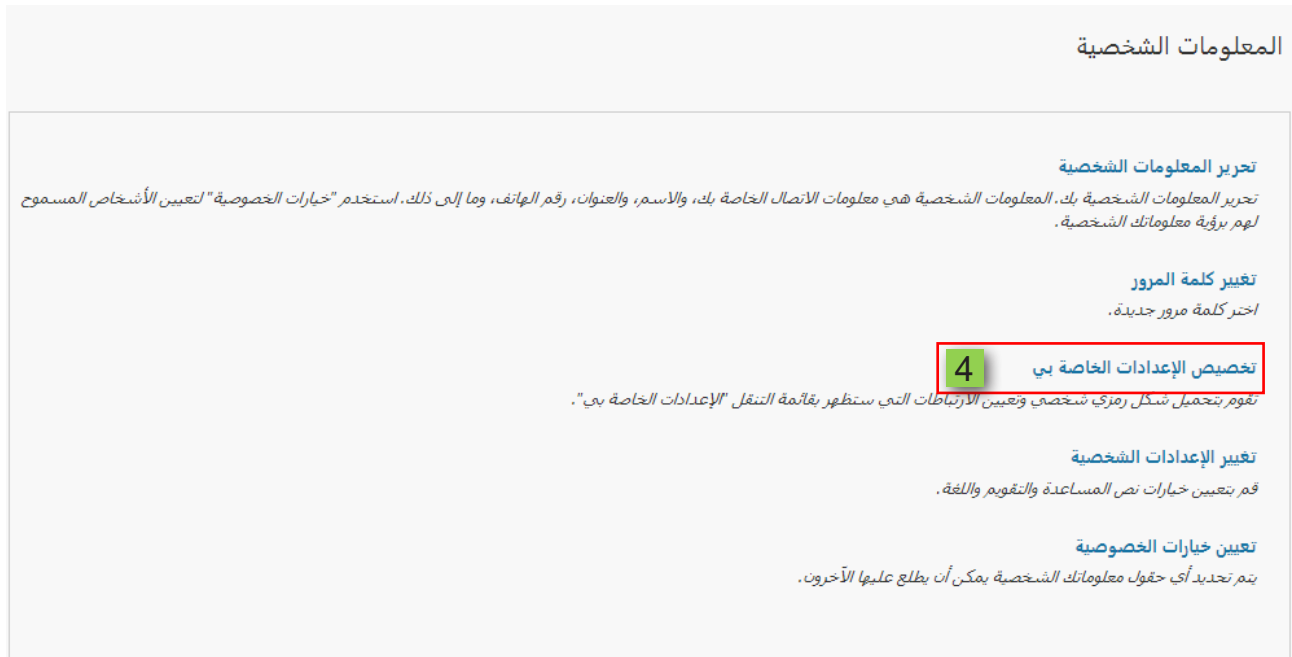 المعلومات الشخصية
تحرير المعلومات الشخصية
تحرير المعلومات الشخصية بك. المعلومات الشخصية هي معلومات الاتصال الخاصة بك، والاسم، والعنوان، رقم الهاتف، وما إلى ذلك. استخدم "خيارات الخصوصية" لتعيين الأشخاص المسموح
لهم برؤية معلوماتك الشخصية.
تغيير كلمة المرور
اختر كلمة مرور جديدة.
تخصيص الإعدادات الخاصة بي 4
تقوم بتحميل شكل رمزي شخصي وتعيين الارتباطات التي ستظهر بقائمة التنقل "الإعدادات الخاصة بي".
تغيير الإعدادات الشخصية
قم بتعيين خيارات نص المساعدة والتقويم واللغة.
تعيين خيارات الخصوصية
يتم تحديد أي حقول معلوماتك الشخصية يمكن أن يطلع عليها الآخرون.